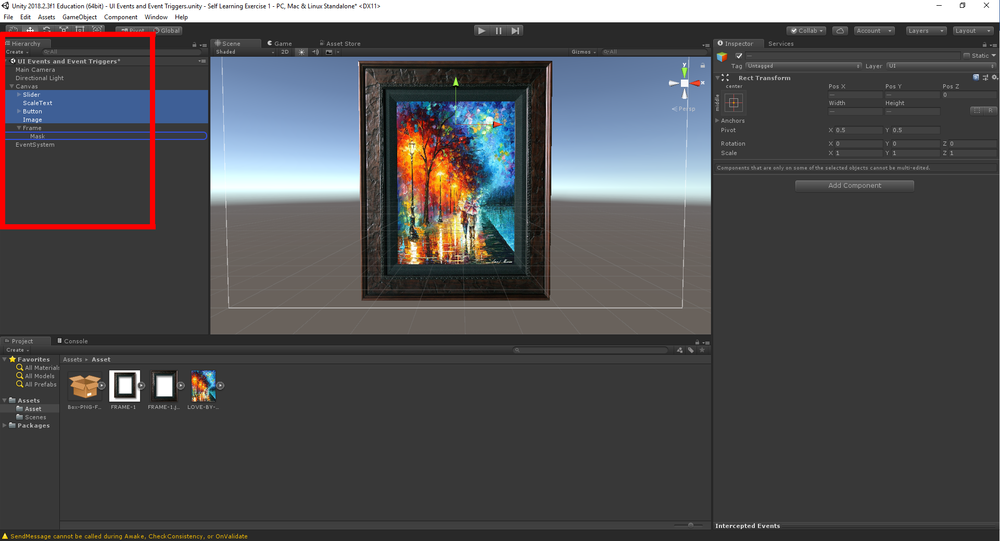 Unity 2018.2.3f1 Education (64bit) - UI Events and Event Triggers.unity - Self Learning Exercise 1 - PC, Mac & Linux Standalone* <DX11>
File Edit Assets GameObject Component Window Help
Pivot Global Collab Account Layers Layout
Hierarchy
Create All
UI Events and Event Triggers*
Main Camera
Directional Light
Canvas
Slider
ScaleText
Button
Image
Frame
Mask
EventSystem
Scene Game Asset Store
Shaded 2D Gizmos All
y
x
Persp
Inspector Services
— Static
Tag Untagged Layer UI
Rect Transform
center
middle
Pos X Pos Y Pos Z
— — 0
Width Height
— — R
Anchors
Pivot X 0.5 Y 0.5
Rotation X 0 Y 0 Z 0
Scale X 1 Y 1 Z 1
Components that are only on some of the selected objects cannot be multi-edited.
Add Component
Project Console
Create
Favorites
All Materials
All Models
All Prefabs
Assets
Asset
Scenes
Packages
Assets ▸ Asset
Box-PNG-F... FRAME-1 FRAME-1.j... LOVE-BY-...
Intercepted Events
SendMessage cannot be called during Awake, CheckConsistency, or OnValidate